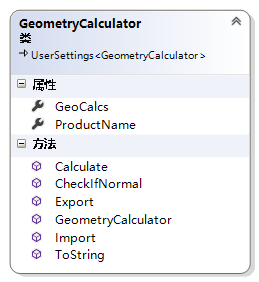 GeometryCalculator
类
UserSettings<GeometryCalculator>
属性
GeoCalcs
ProductName
方法
Calculate
CheckIfNormal
Export
GeometryCalculator
Import
ToString